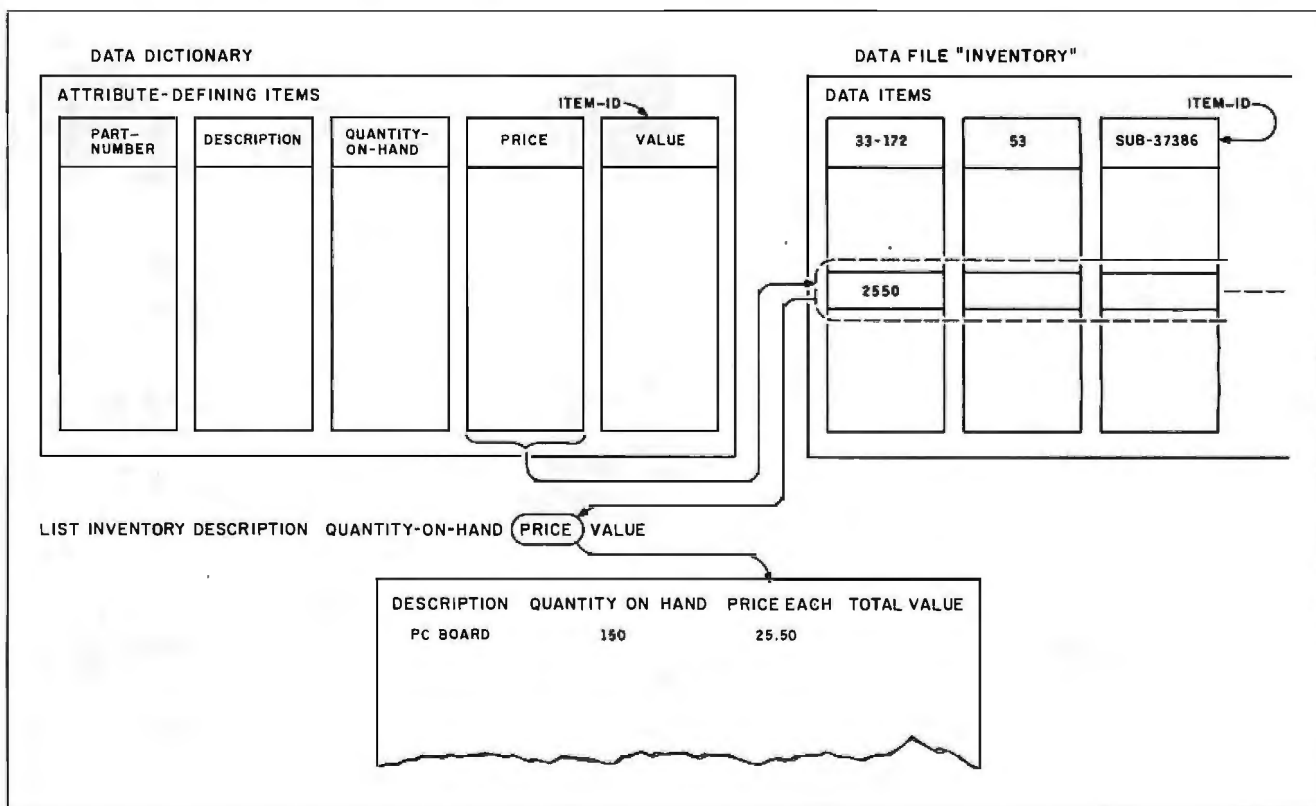 DATA DICTIONARY
ATTRIBUTE-DEFINING ITEMS
ITEM-ID
PART-
NUMBER
DESCRIPTION
QUANTITY-
ON-HAND
PRICE
VALUE
DATA FILE "INVENTORY"
DATA ITEMS
ITEM-ID
33-172
53
SUB-37386
2550
LIST INVENTORY DESCRIPTION QUANTITY-ON-HAND PRICE VALUE
DESCRIPTION QUANTITY ON HAND PRICE EACH TOTAL VALUE
PC BOARD 150 25.50